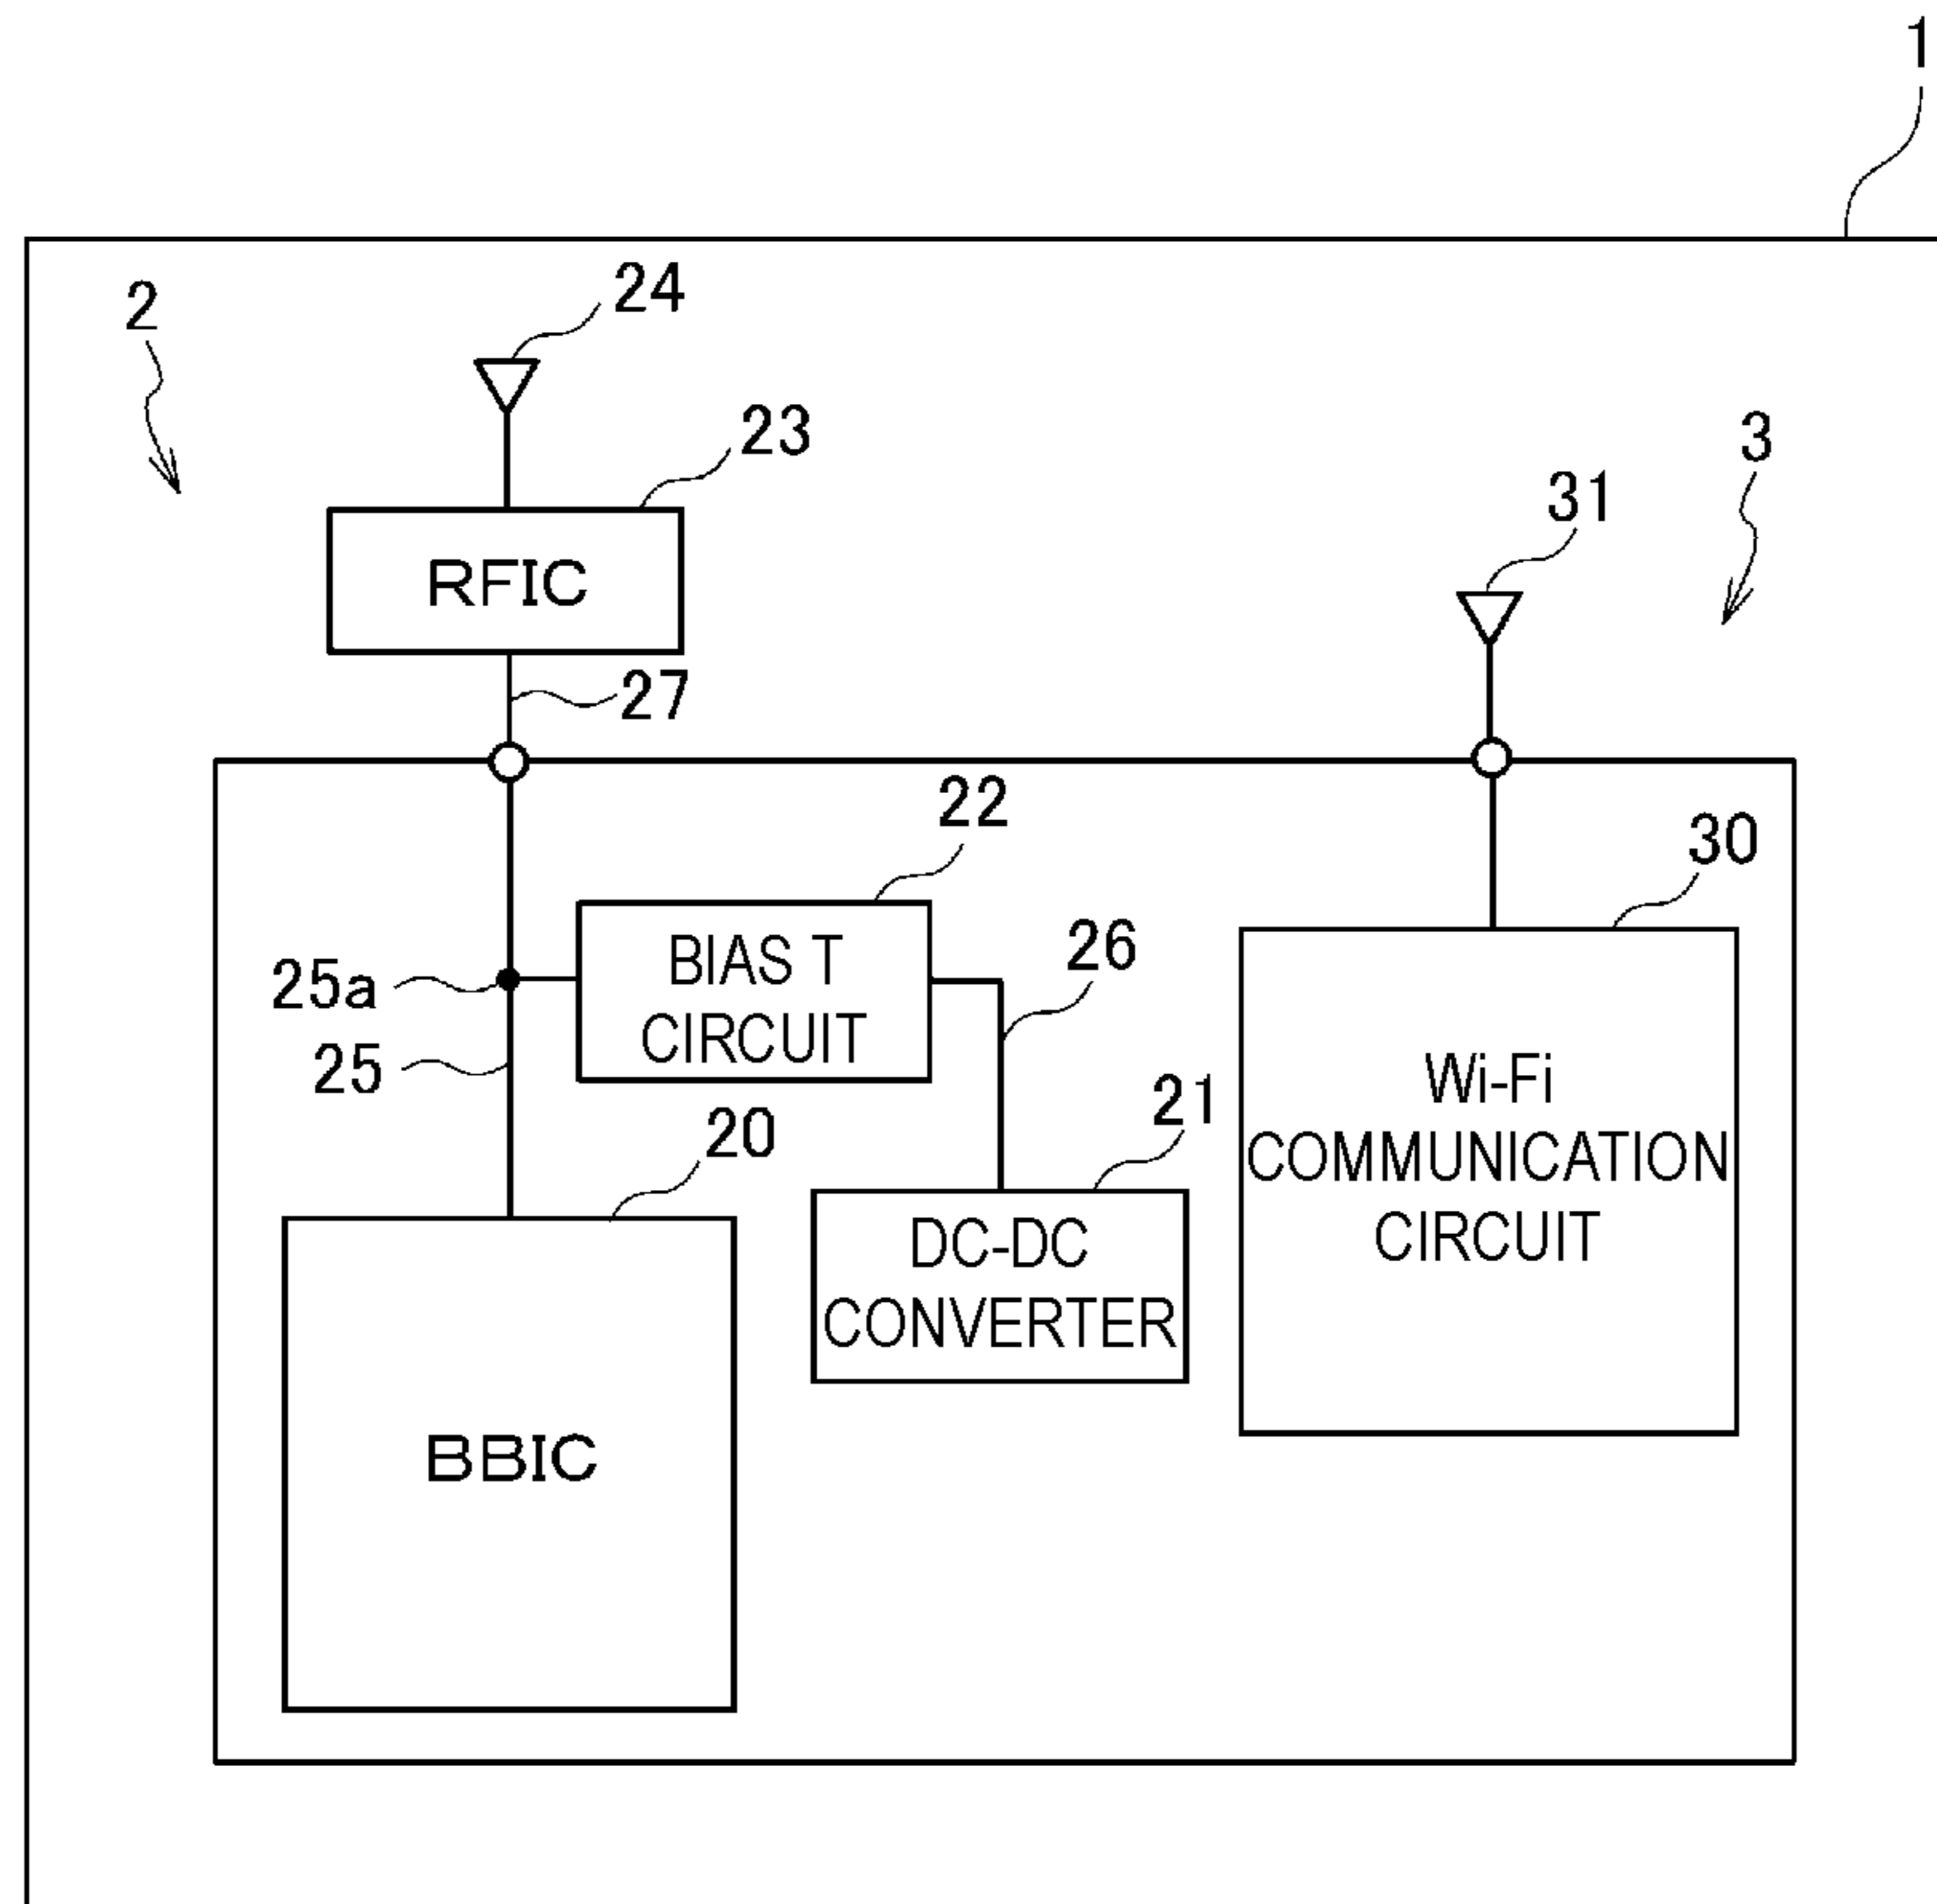 1
2
24
23
3
31
RFIC
27
22
30
BIAS T
CIRCUIT
26
25a
25
Wi-Fi
COMMUNICATION
CIRCUIT
21
20
DC-DC
CONVERTER
BBIC